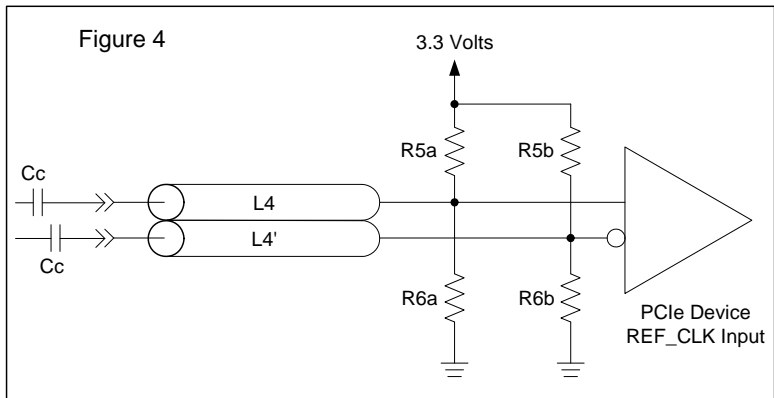 Figure 4
3.3 Volts
R5a
R5b
Cc
L4
L4'
Cc
R6a
R6b
PCIe Device
REF_CLK Input